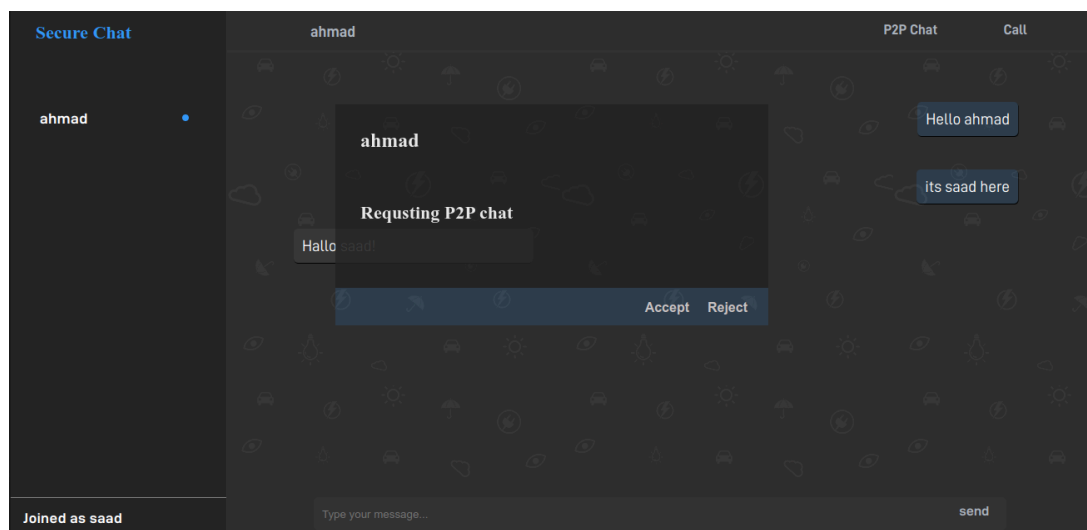 Secure Chat
ahmad
P2P Chat
Call
ahmad
Hello ahmad
its saad here
ahmad
Requsting P2P chat
Hallo saad!
Accept
Reject
Type your message...
send
Joined as saad